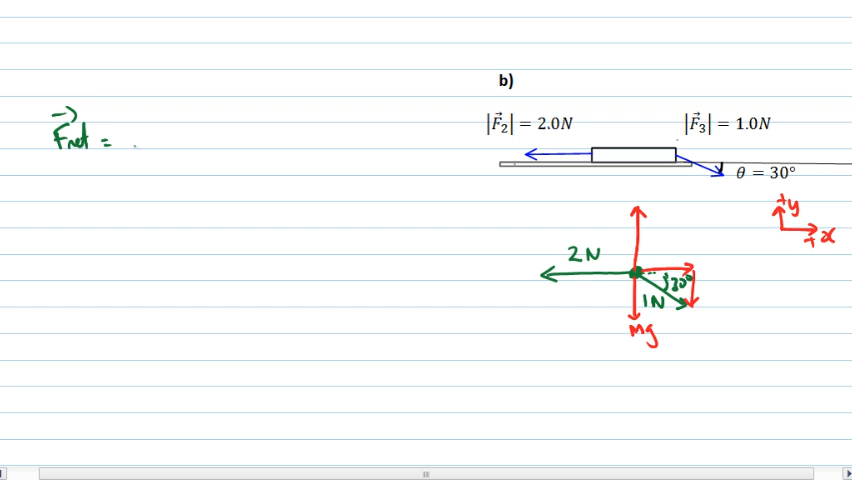 b)
|F⃗₂| = 2.0N |F⃗₃| = 1.0N
F⃗net =
θ = 30°
+y
+x
2N
30°
1N
Mg